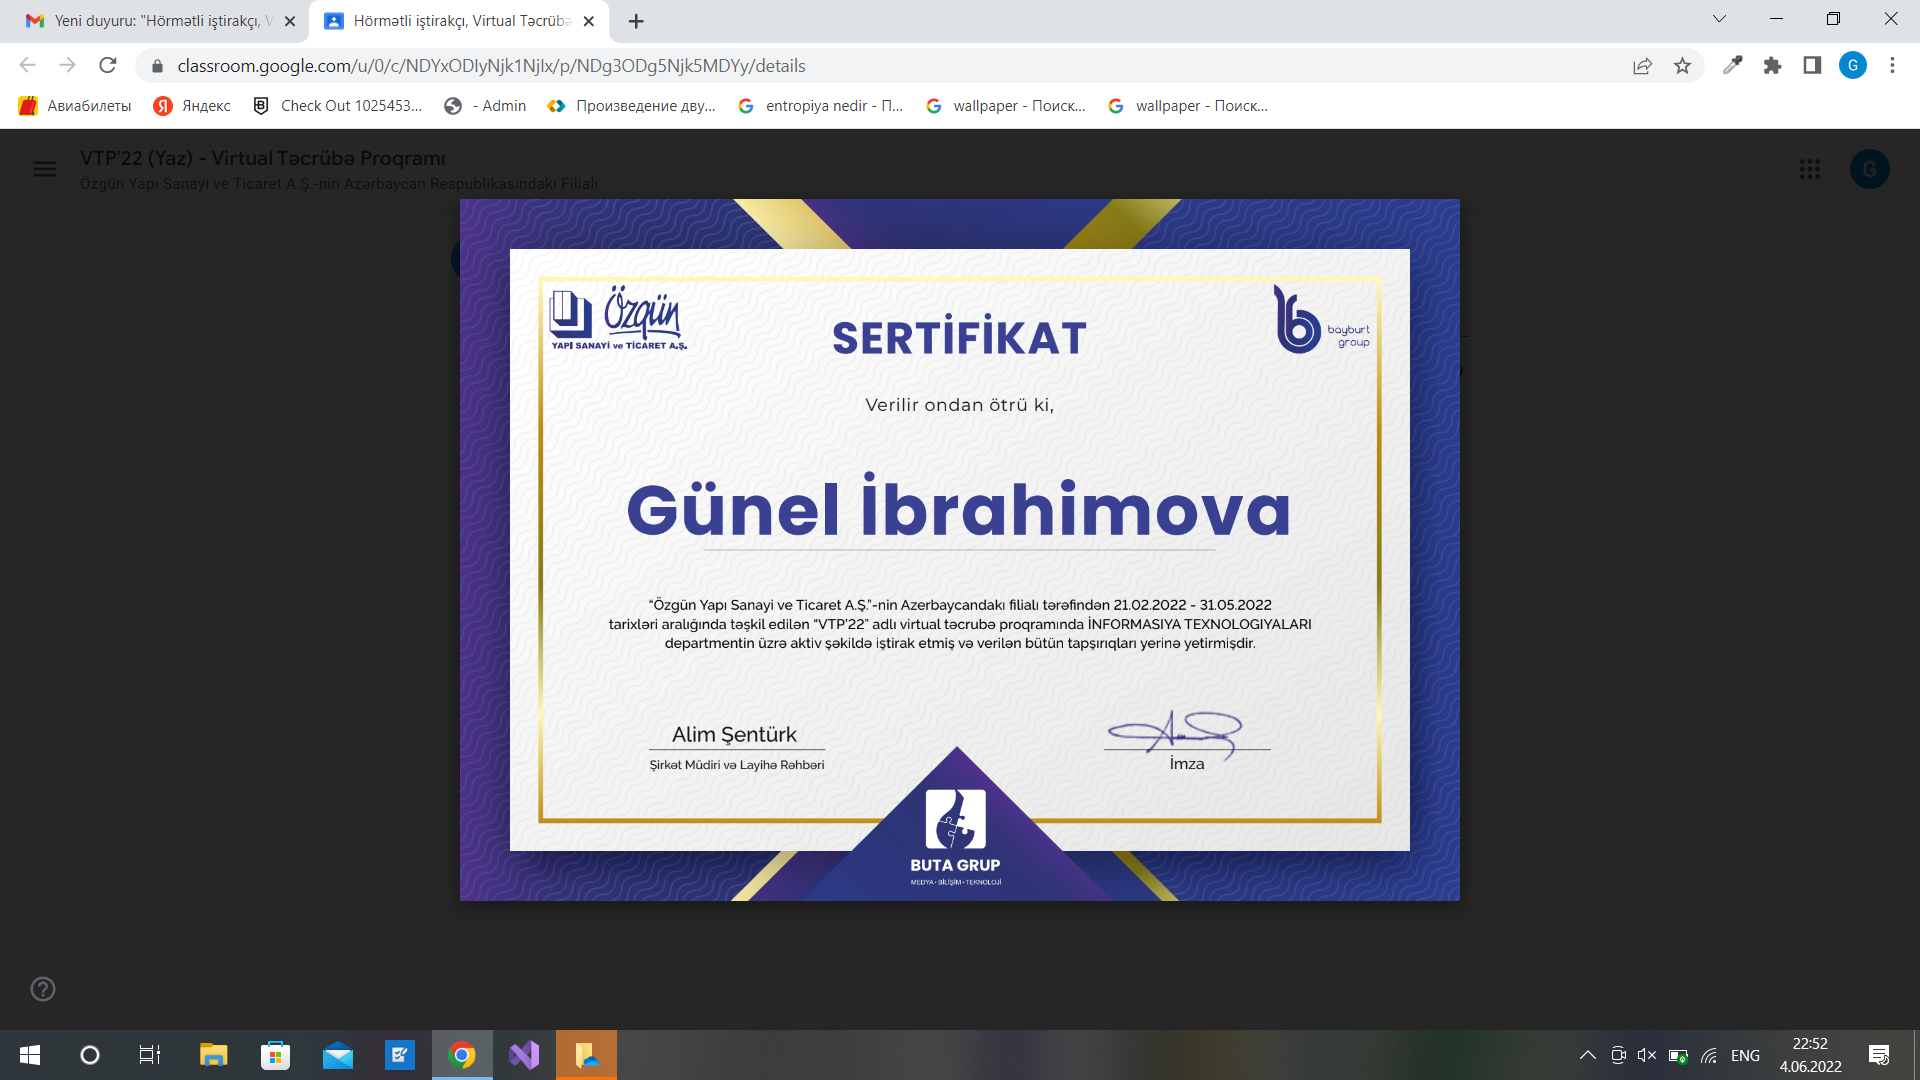 Yeni duyuru: "Hörmətli iştirakçı, V
Hörmətli iştirakçı, Virtual Təcrübə
classroom.google.com/u/0/c/NDYxODIyNjk1NjIx/p/NDg3ODg5Njk5MDYy/details
G
Авиабилеты
Яндекс
Check Out 1025453...
- Admin
Произведение дву...
entropiya nedir - П...
wallpaper - Поиск...
wallpaper - Поиск...
VTP'22 (Yaz) - Virtual Təcrübə Proqramı
Özgün Yapı Sanayi ve Ticaret A.Ş.-nin Azərbaycan Respublikasındakı Filialı
G
Özgün
YAPI SANAYİ ve TİCARET A.Ş.
bayburt
group
SERTİFİKAT
Verilir ondan ötrü ki,
Günel İbrahimova
“Özgün Yapı Sanayi ve Ticaret A.Ş.”-nin Azerbaycandakı filialı tərəfindən 21.02.2022 - 31.05.2022
tarixləri aralığında təşkil edilən “VTP'22” adlı virtual təcrubə proqramında İNFORMASIYA TEXNOLOGIYALARI
departmentin üzrə aktiv şəkildə iştirak etmiş və verilən bütün tapşırıqları yerinə yetirmişdir.
Alim Şentürk
Şirkət Müdiri və Layihə Rəhbəri
İmza
BUTA GRUP
MEDYA • BİLİŞİM • TEKNOLOJİ
ENG
22:52
4.06.2022